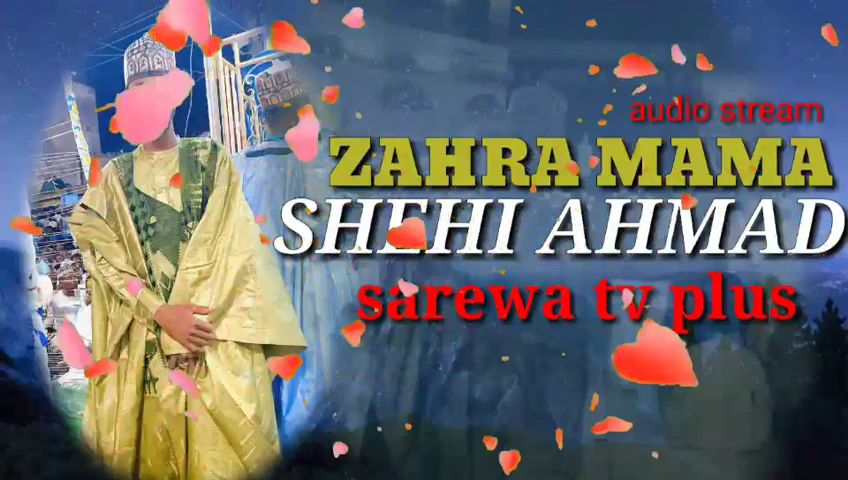 audio stream
ZAHRA MAMA
SHEHI AHMAD
sarewa tv plus